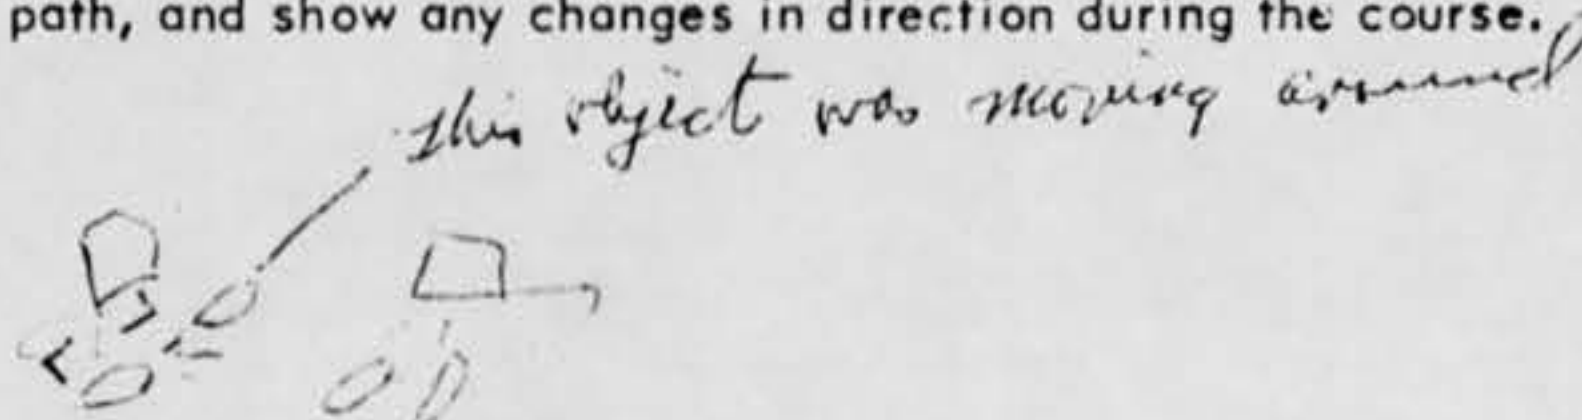 path, and show any changes in direction during the course.
this object was moving around